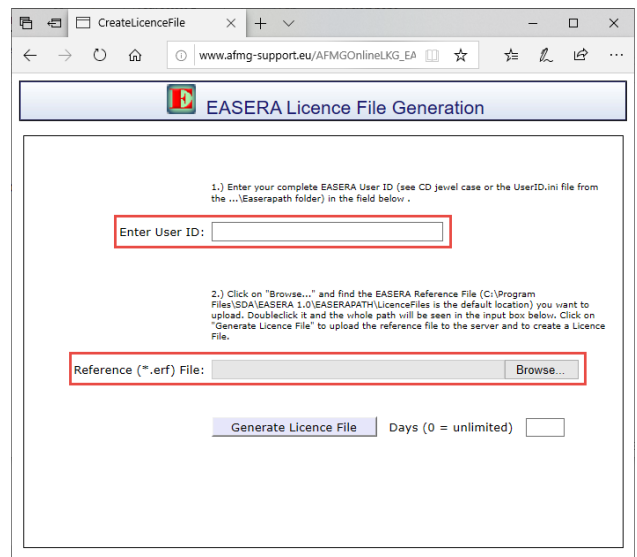 CreateLicenceFile
www.afmg-support.eu/AFMGOnlineLKG_EA
EASERA Licence File Generation
1.) Enter your complete EASERA User ID (see CD jewel case or the UserID.ini file from
the ...\Easerapath folder) in the field below .
Enter User ID:
2.) Click on "Browse..." and find the EASERA Reference File (C:\Program
Files\SDA\EASERA 1.0\EASERAPATH\LicenceFiles is the default location) you want to
upload. Doubleclick it and the whole path will be seen in the input box below. Click on
"Generate Licence File" to upload the reference file to the server and to create a Licence
File.
Reference (*.erf) File: Browse...
Generate Licence File Days (0 = unlimited)